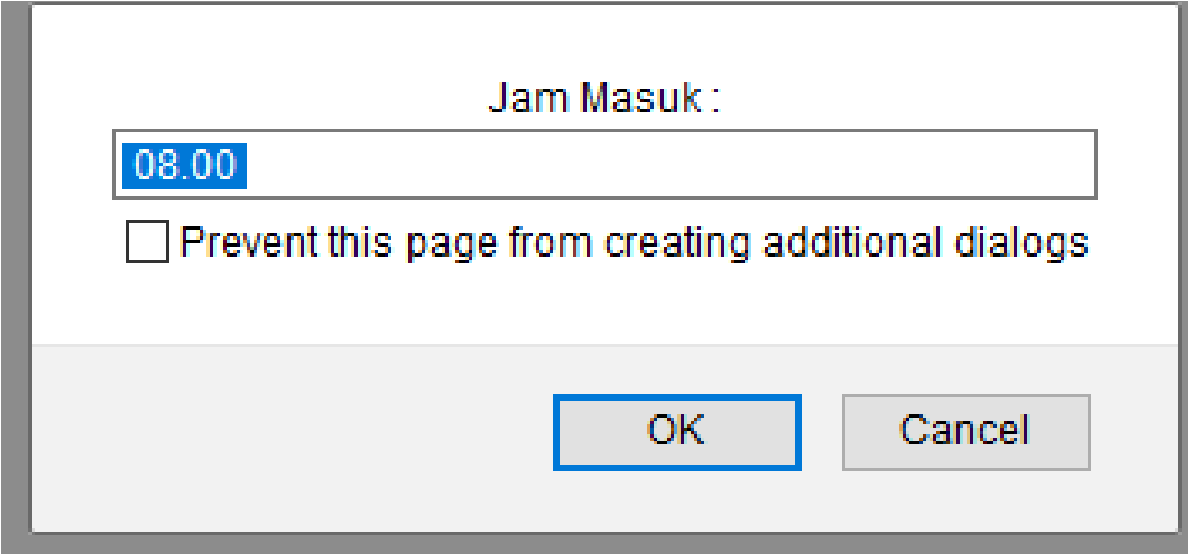 Jam Masuk :
08.00
Prevent this page from creating additional dialogs
OK
Cancel